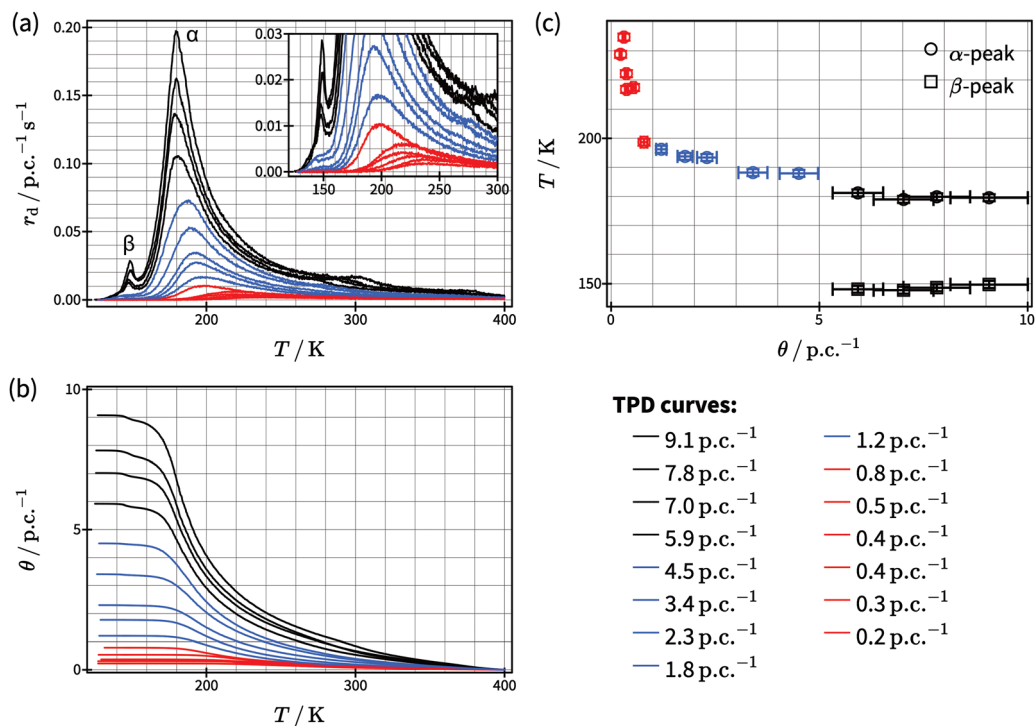 (a)
0.20
0.15
0.10
0.05
0.00
r_d / p.c.⁻¹ s⁻¹
α
β
0.03
0.02
0.01
0.00
150 200 250 300
200 300 400
T / K
(b)
10
5
0
θ / p.c.⁻¹
200 300 400
T / K
(c)
T / K
200
150
α-peak
β-peak
0 5 10
θ / p.c.⁻¹
TPD curves:
9.1 p.c.⁻¹
7.8 p.c.⁻¹
7.0 p.c.⁻¹
5.9 p.c.⁻¹
4.5 p.c.⁻¹
3.4 p.c.⁻¹
2.3 p.c.⁻¹
1.8 p.c.⁻¹
1.2 p.c.⁻¹
0.8 p.c.⁻¹
0.5 p.c.⁻¹
0.4 p.c.⁻¹
0.4 p.c.⁻¹
0.3 p.c.⁻¹
0.2 p.c.⁻¹